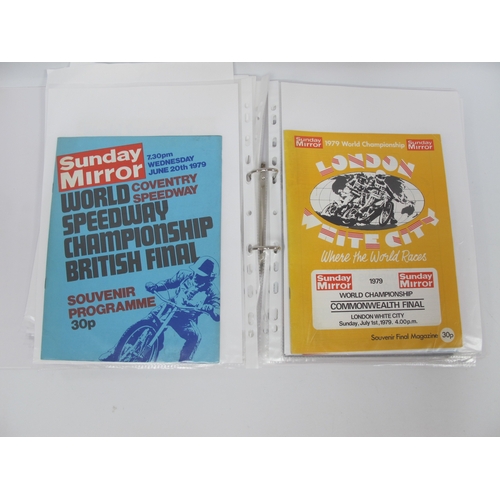 Sunday
Mirror
7.30pm
WEDNESDAY
JUNE 20th 1979
WORLD
COVENTRY
SPEEDWAY
SPEEDWAY
CHAMPIONSHIP
BRITISH FINAL
SOUVENIR
PROGRAMME
30p
Sunday
MIRROR
1979 World Championship
Sunday
MIRROR
LONDON
WHITE CITY
Where the World Races
Sunday
MIRROR
1979
Sunday
MIRROR
WORLD CHAMPIONSHIP
COMMONWEALTH FINAL
LONDON WHITE CITY
Sunday, July 1st, 1979. 4.00p.m.
Souvenir Final Magazine
30p